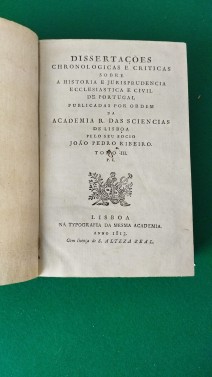 DISSERTAÇÕES
CHRONOLOGICAS E CRITICAS
SOBRE
A HISTORIA E JURISPRUDENCIA
ECCLESIASTICA E CIVIL
DE PORTUGAL
PUBLICADAS POR ORDEM
DA
ACADEMIA R. DAS SCIENCIAS
DE LISBOA
PELO SEU SOCIO
JOÃO PEDRO RIBEIRO.
TOMO III.
P. I.
LISBOA
NA TYPOGRAFIA DA MESMA ACADEMIA.
ANNO 1813.
Com licença de S. ALTEZA REAL.